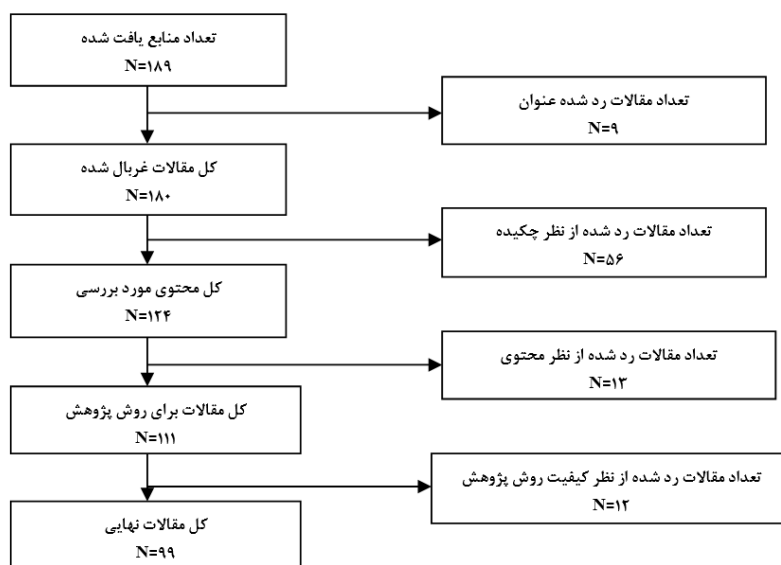 تعداد منابع یافت شده
N=۱۸۹
تعداد مقالات رد شده عنوان
N=۹
کل مقالات غربال شده
N=۱۸۰
تعداد مقالات رد شده از نظر چکیده
N=۵۶
کل محتوی مورد بررسی
N=۱۲۴
تعداد مقالات رد شده از نظر محتوی
N=۱۳
کل مقالات برای روش پژوهش
N=۱۱۱
تعداد مقالات رد شده از نظر کیفیت روش پژوهش
N=۱۲
کل مقالات نهایی
N=۹۹